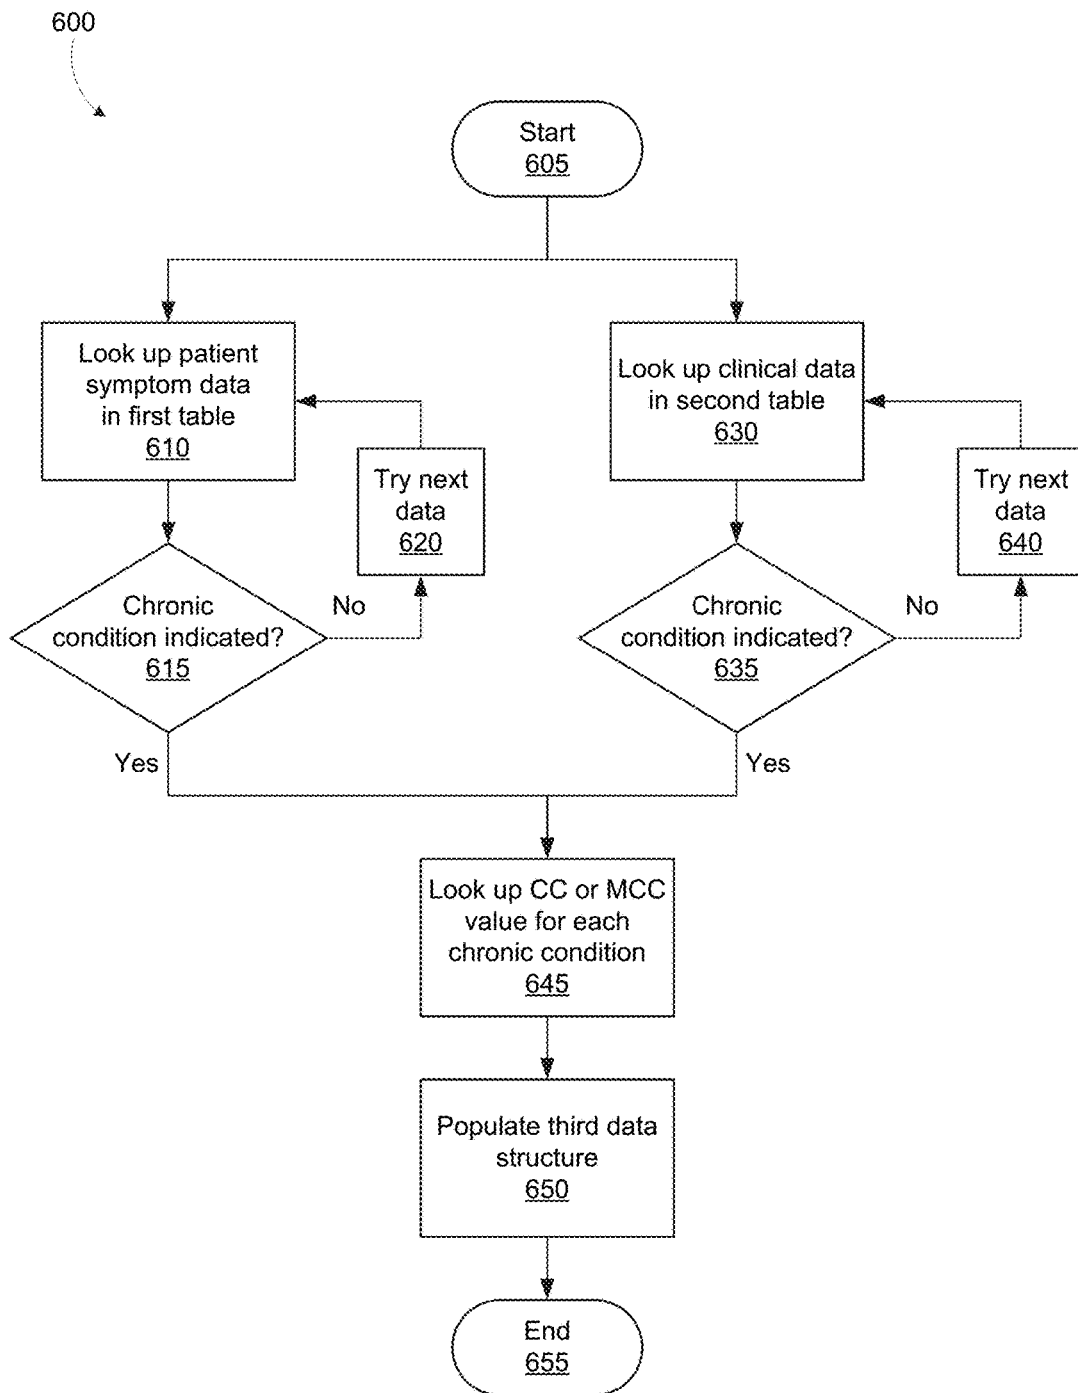 600
Start
605
Look up patient
symptom data
in first table
610
Look up clinical data
in second table
630
Try next
data
620
Try next
data
640
Chronic
condition indicated?
615
No
Chronic
condition indicated?
635
No
Yes
Yes
Look up CC or MCC
value for each
chronic condition
645
Populate third data
structure
650
End
655